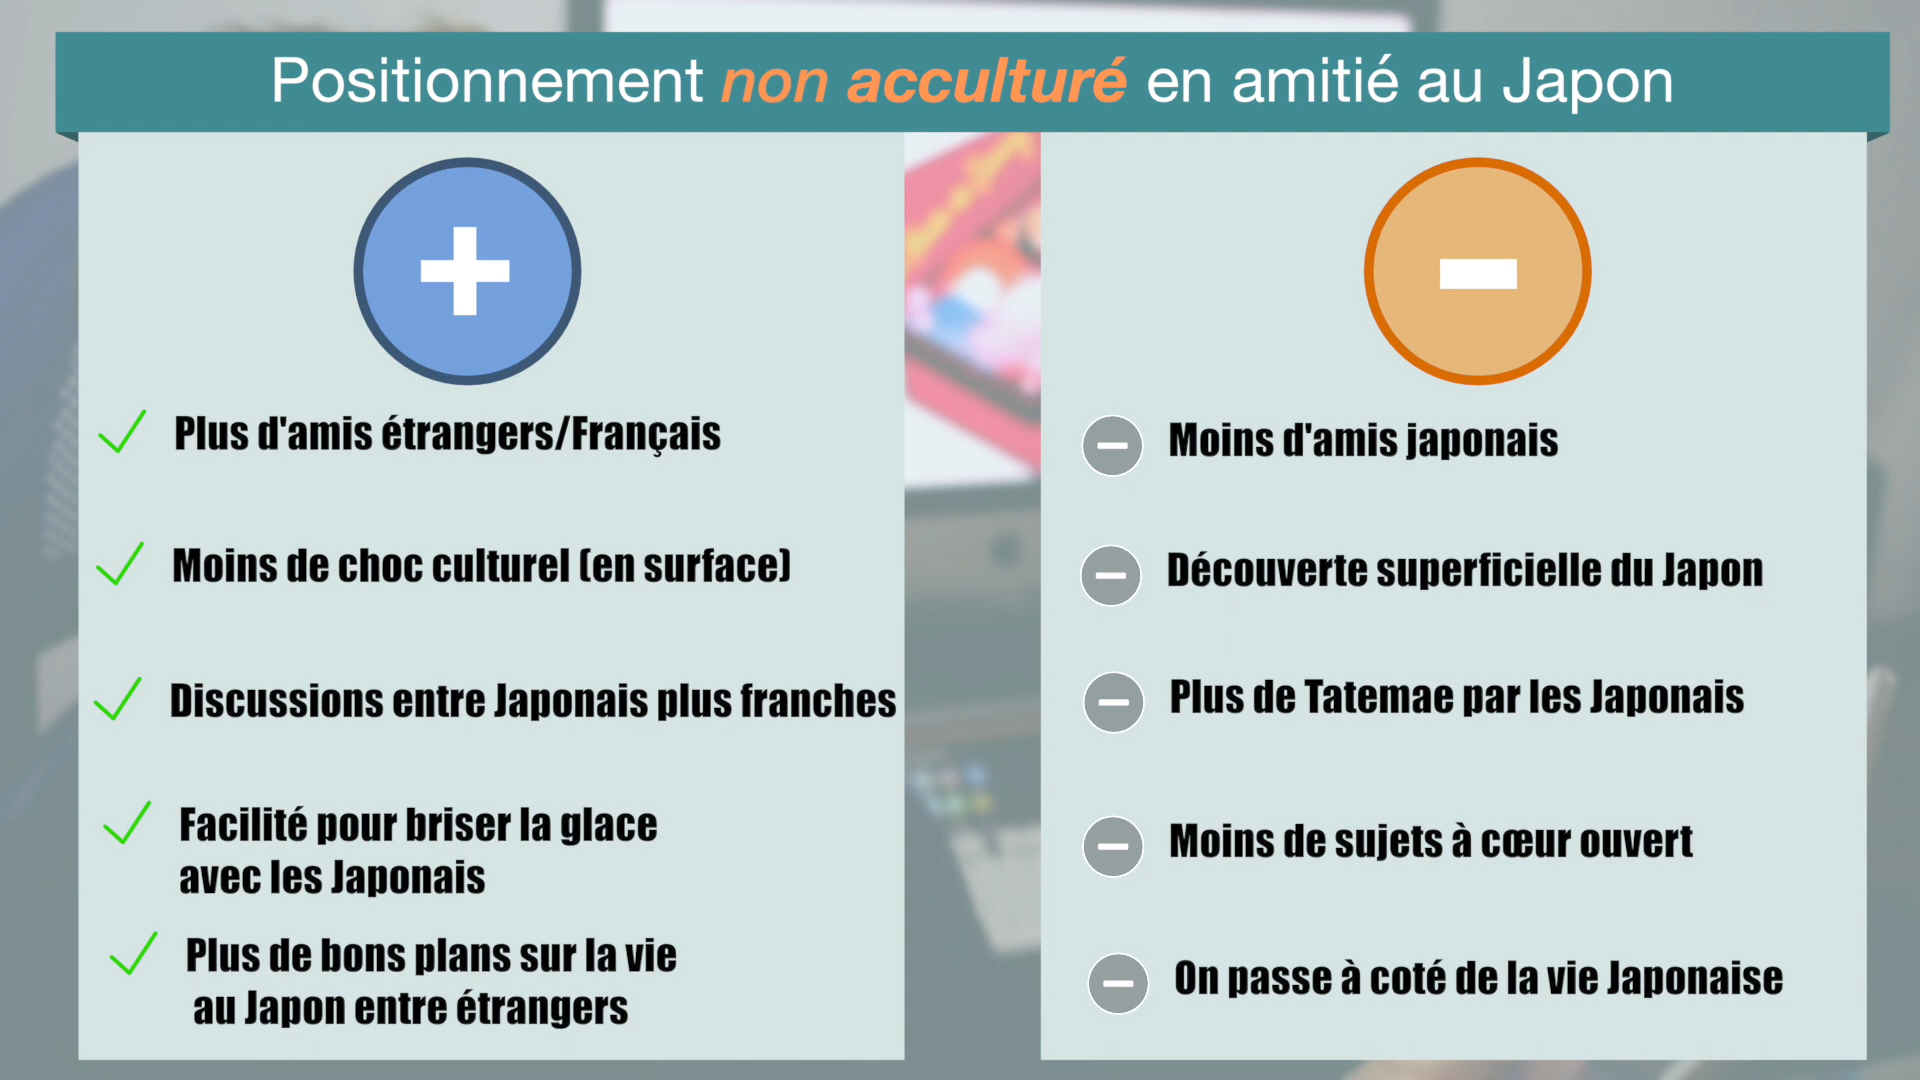 Positionnement non acculturé en amitié au Japon
Plus d'amis étrangers/Français
Moins de choc culturel (en surface)
Discussions entre Japonais plus franches
Facilité pour briser la glace
avec les Japonais
Plus de bons plans sur la vie
au Japon entre étrangers
Moins d'amis japonais
Découverte superficielle du Japon
Plus de Tatemae par les Japonais
Moins de sujets à cœur ouvert
On passe à coté de la vie Japonaise